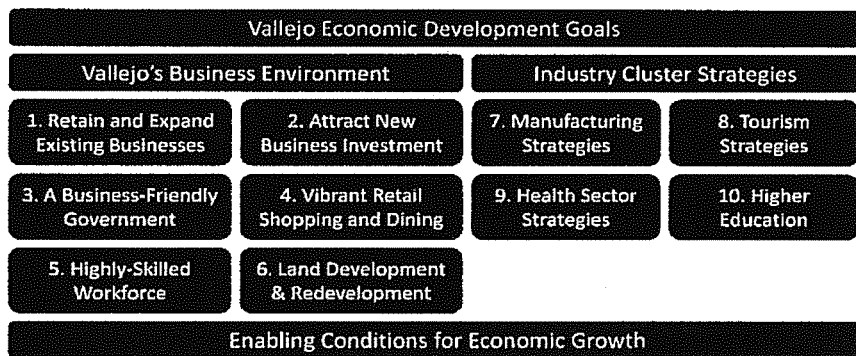 Vallejo Economic Development Goals
Vallejo's Business Environment
Industry Cluster Strategies
1. Retain and Expand
Existing Businesses
2. Attract New
Business Investment
7. Manufacturing
Strategies
8. Tourism
Strategies
3. A Business-Friendly
Government
4. Vibrant Retail
Shopping and Dining
9. Health Sector
Strategies
10. Higher
Education
5. Highly-Skilled
Workforce
6. Land Development
& Redevelopment
Enabling Conditions for Economic Growth